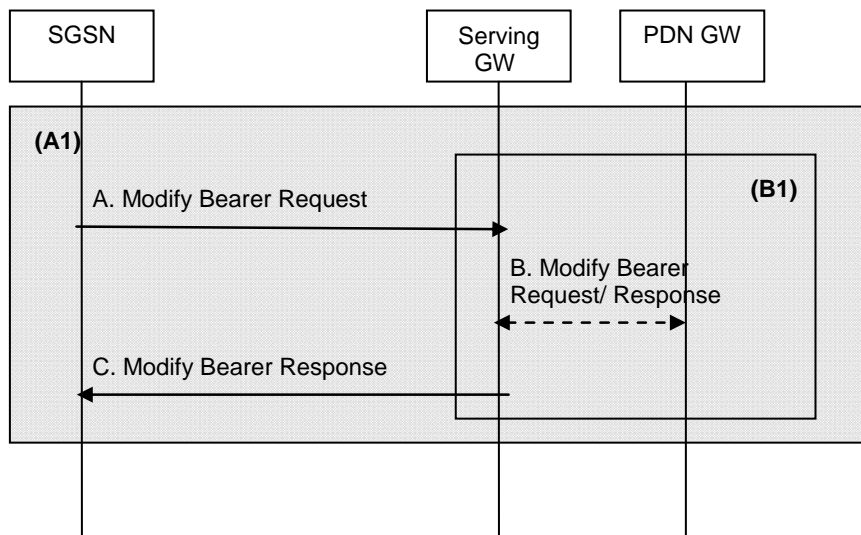 SGSN
Serving
GW
PDN GW
(A1)
(B1)
A. Modify Bearer Request
B. Modify Bearer
Request/ Response
C. Modify Bearer Response